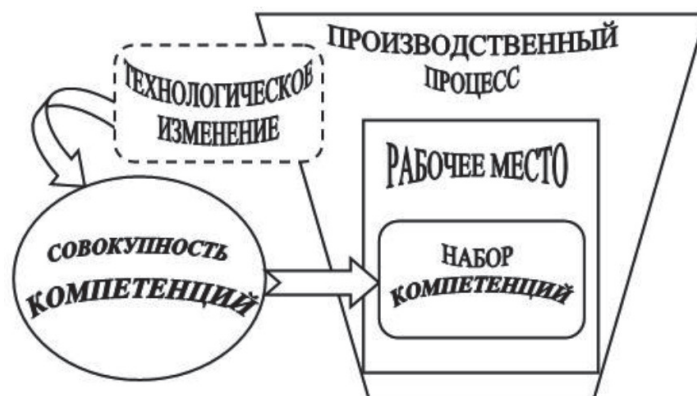 ПРОИЗВОДСТВЕННЫЙ
ПРОЦЕСС
ТЕХНОЛОГИЧЕСКОЕ
ИЗМЕНЕНИЕ
РАБОЧЕЕ МЕСТО
СОВОКУПНОСТЬ
КОМПЕТЕНЦИЙ
НАБОР
КОМПЕТЕНЦИЙ